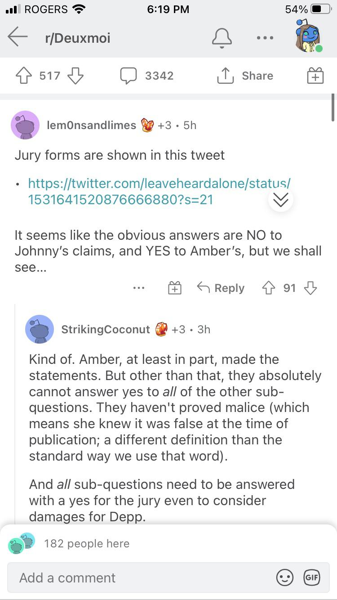 ROGERS 6:19 PM 54%
r/Deuxmoi
517 3342 Share
lem0nsandlimes +3 • 5h
Jury forms are shown in this tweet
• https://twitter.com/leaveheardalone/status/
1531641520876666880?s=21
It seems like the obvious answers are NO to
Johnny's claims, and YES to Amber's, but we shall
see...
Reply 91
StrikingCoconut +3 • 3h
Kind of. Amber, at least in part, made the
statements. But other than that, they absolutely
cannot answer yes to all of the other sub-
questions. They haven't proved malice (which
means she knew it was false at the time of
publication; a different definition than the
standard way we use that word).
And all sub-questions need to be answered
with a yes for the jury even to consider
damages for Depp.
182 people here
Add a comment GIF